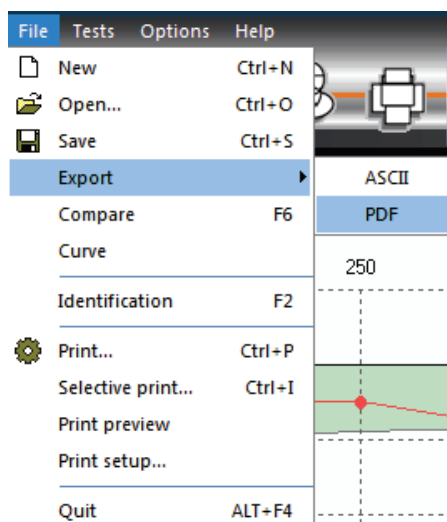 File Tests Options Help
New Ctrl+N
Open... Ctrl+O
Save Ctrl+S
Export ASCII
Compare F6 PDF
Curve
250
Identification F2
Print... Ctrl+P
Selective print... Ctrl+I
Print preview
Print setup...
Quit ALT+F4